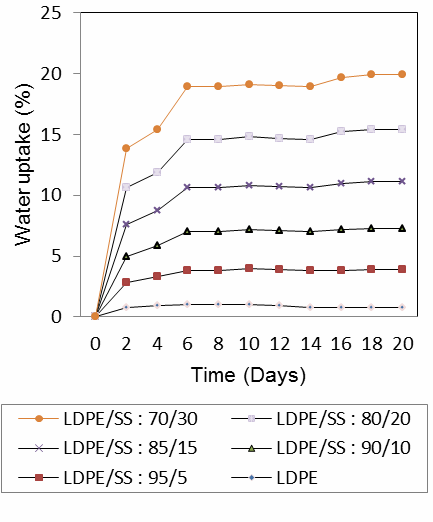 Water uptake (%)
25
20
15
10
5
0
0 2 4 6 8 10 12 14 16 18 20
Time (Days)
LDPE/SS : 70/30 LDPE/SS : 80/20
LDPE/SS : 85/15 LDPE/SS : 90/10
LDPE/SS : 95/5 LDPE